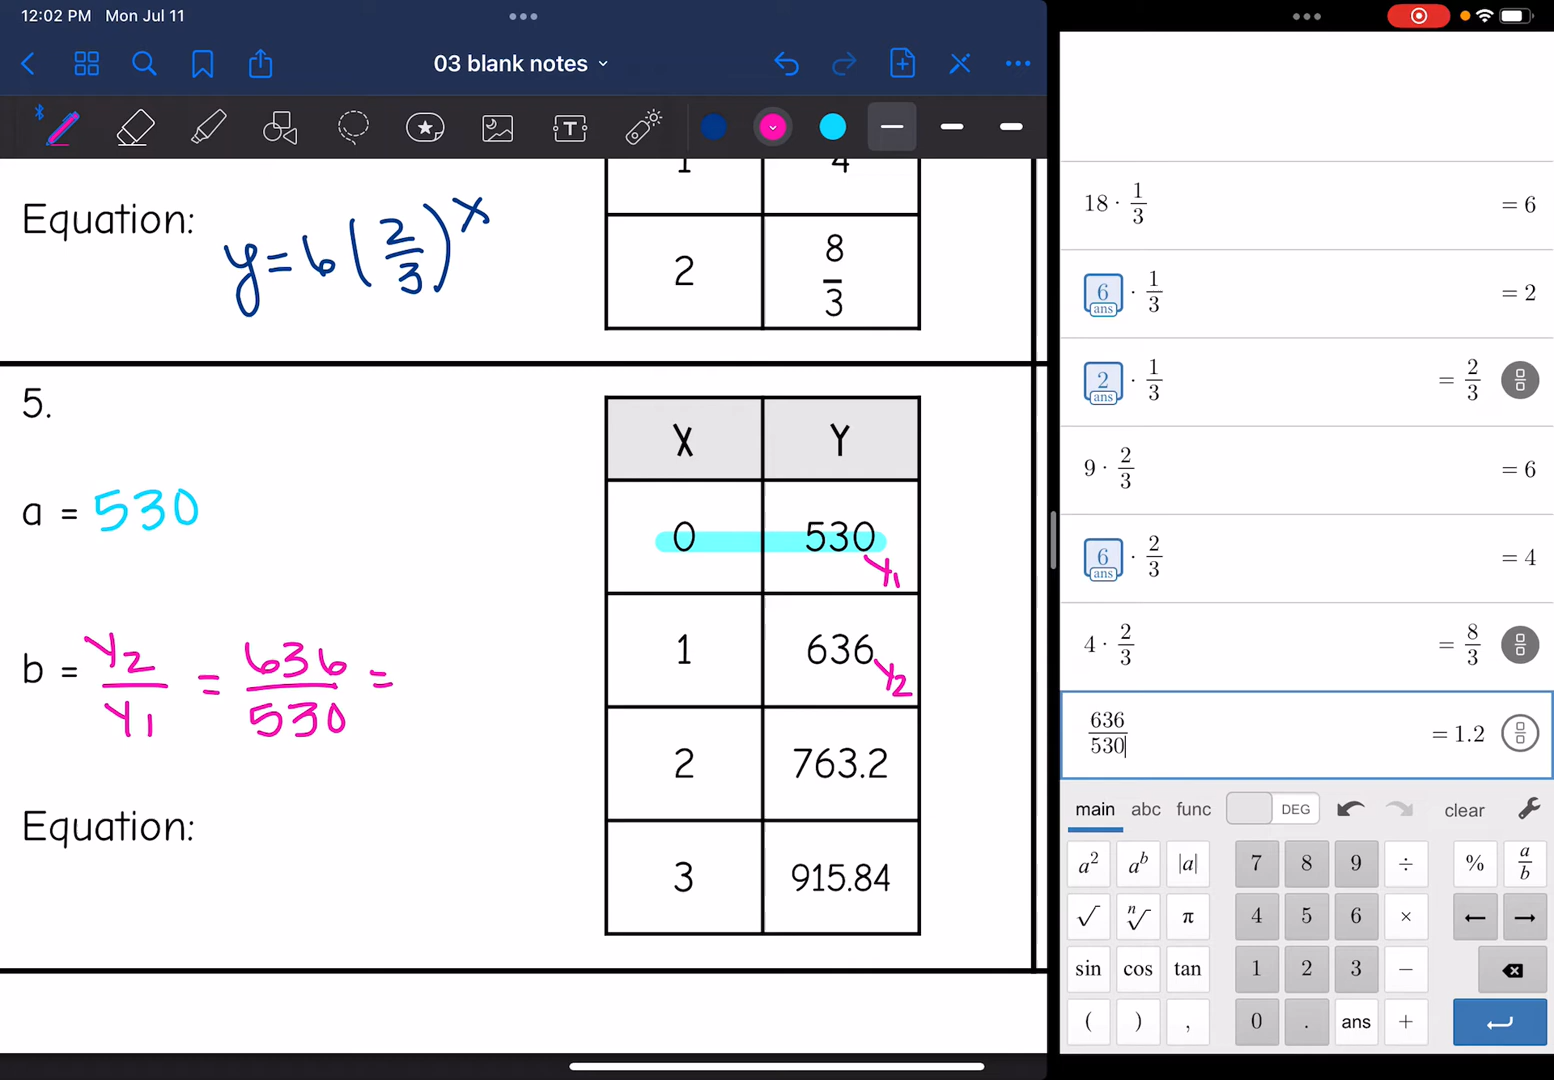 12:02 PM Mon Jul 11
03 blank notes
T
1 4
Equation: y = 6 (2/3)^x
2 8/3
5.
X Y
a = 530
0 530 Y1
1 636 Y2
b = Y2/Y1 = 636/530 =
2 763.2
Equation:
3 915.84
18 · 1/3 = 6
6 ans · 1/3 = 2
2 ans · 1/3 = 2/3
9 · 2/3 = 6
6 ans · 2/3 = 4
4 · 2/3 = 8/3
636/530 = 1.2
main abc func DEG clear
a² aᵇ |a| 7 8 9 ÷ % a/b
√ ⁿ√ π 4 5 6 × ← →
sin cos tan 1 2 3 −
( ) , 0 . ans +